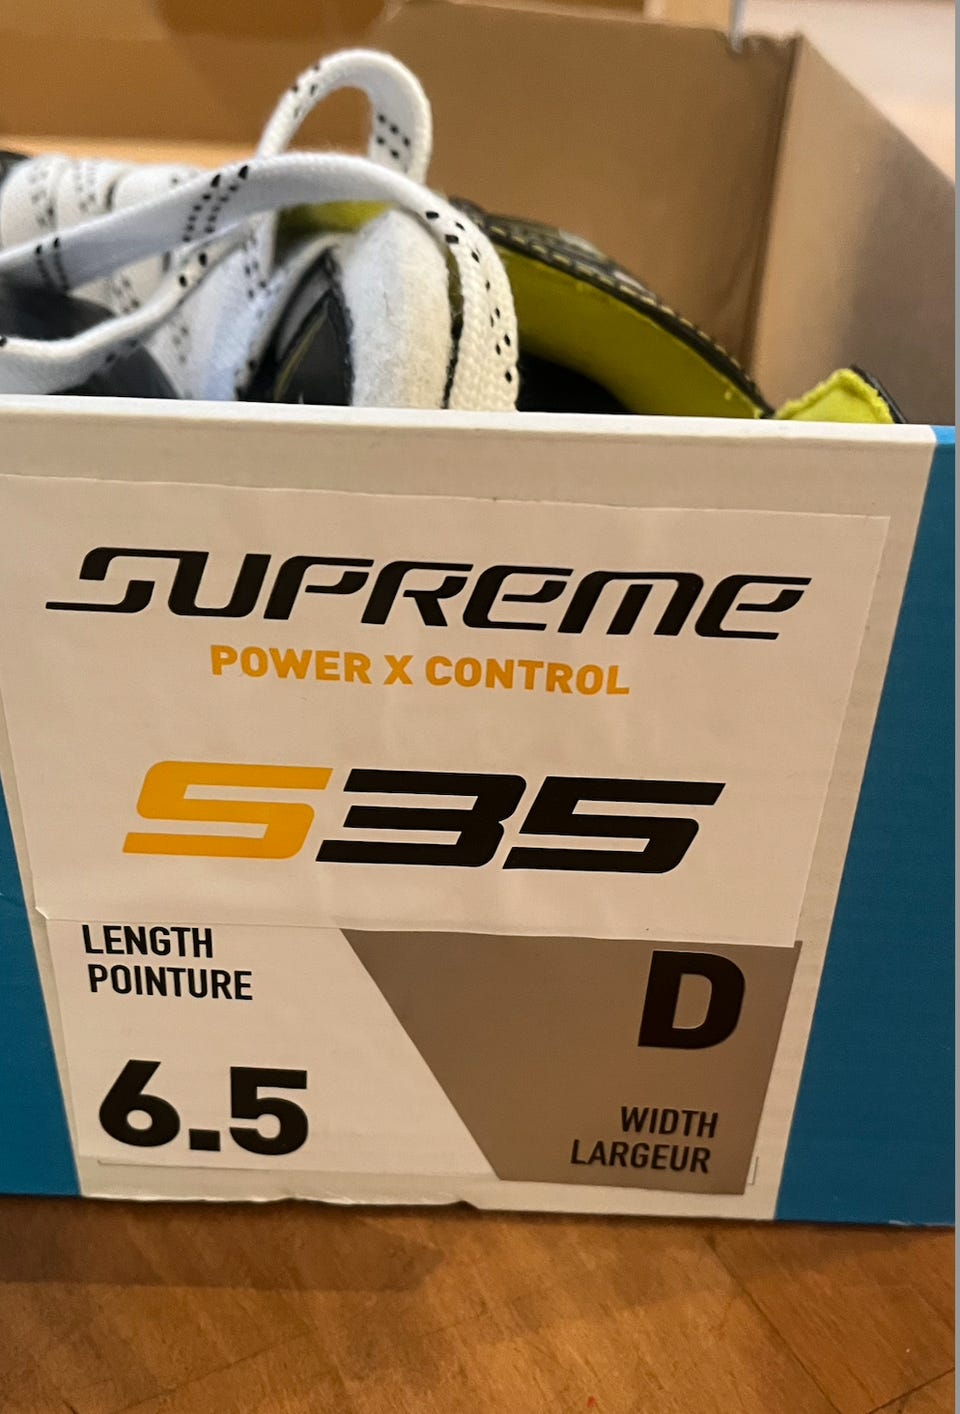 SUPREME
POWER X CONTROL
S35
LENGTH
POINTURE
6.5
D
WIDTH
LARGEUR